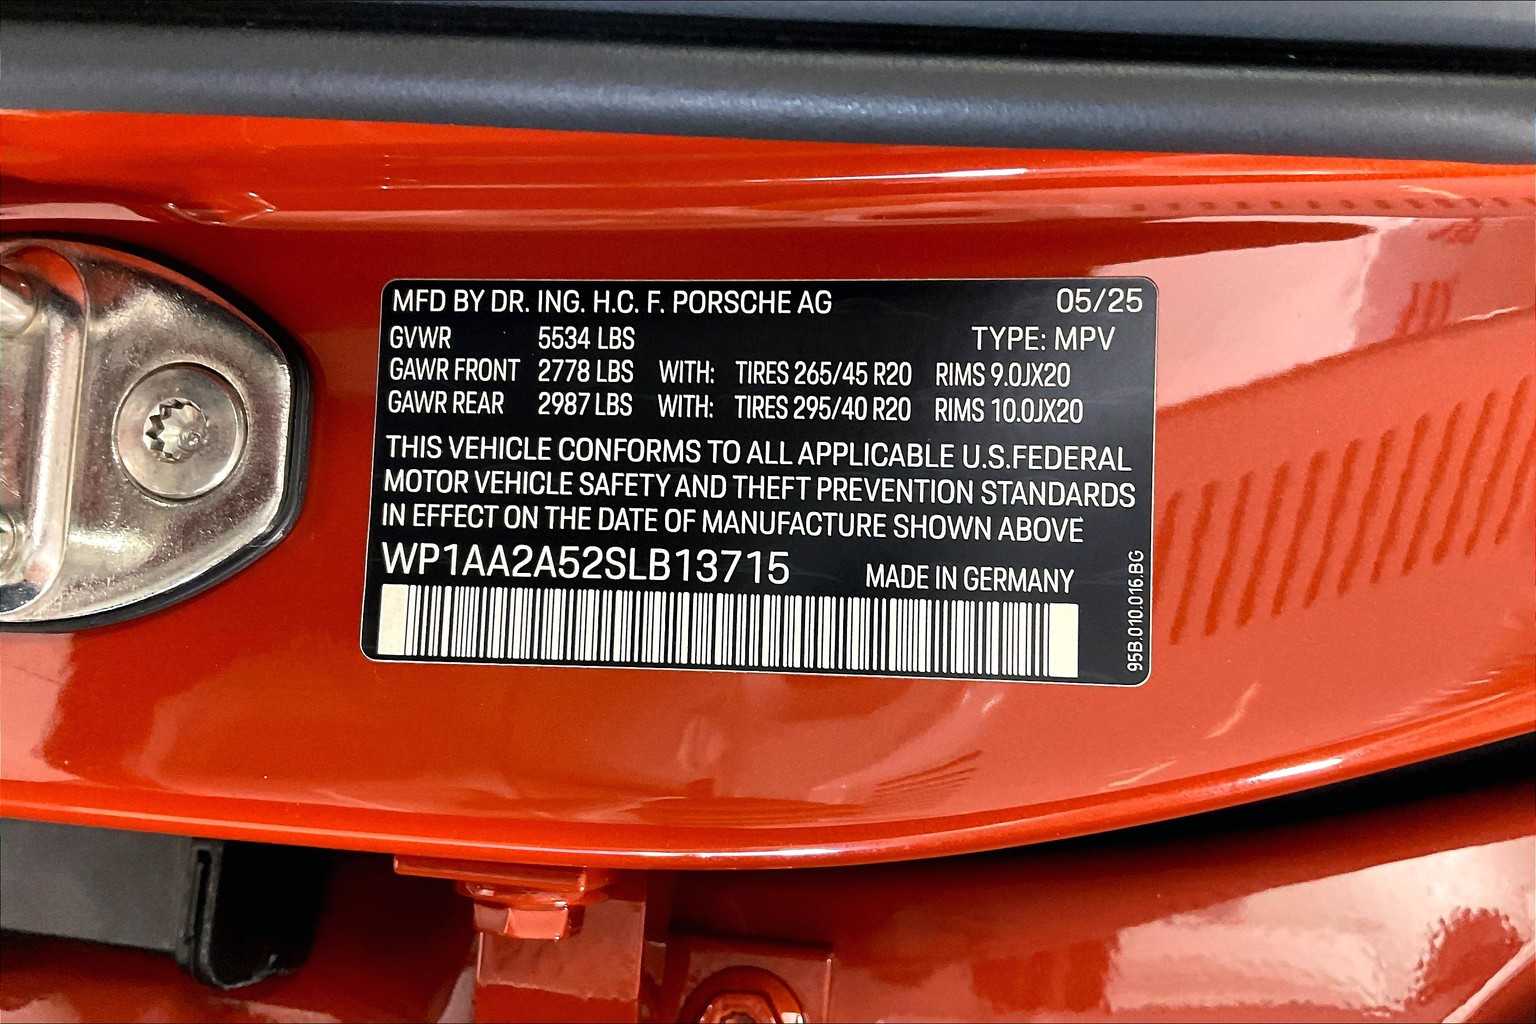 MFD BY DR. ING. H.C. F. PORSCHE AG 05/25
GVWR 5534 LBS TYPE: MPV
GAWR FRONT 2778 LBS WITH: TIRES 265/45 R20 RIMS 9.0JX20
GAWR REAR 2987 LBS WITH: TIRES 295/40 R20 RIMS 10.0JX20
THIS VEHICLE CONFORMS TO ALL APPLICABLE U.S.FEDERAL
MOTOR VEHICLE SAFETY AND THEFT PREVENTION STANDARDS
IN EFFECT ON THE DATE OF MANUFACTURE SHOWN ABOVE
WP1AA2A52SLB13715 MADE IN GERMANY
95B.010.016.BG